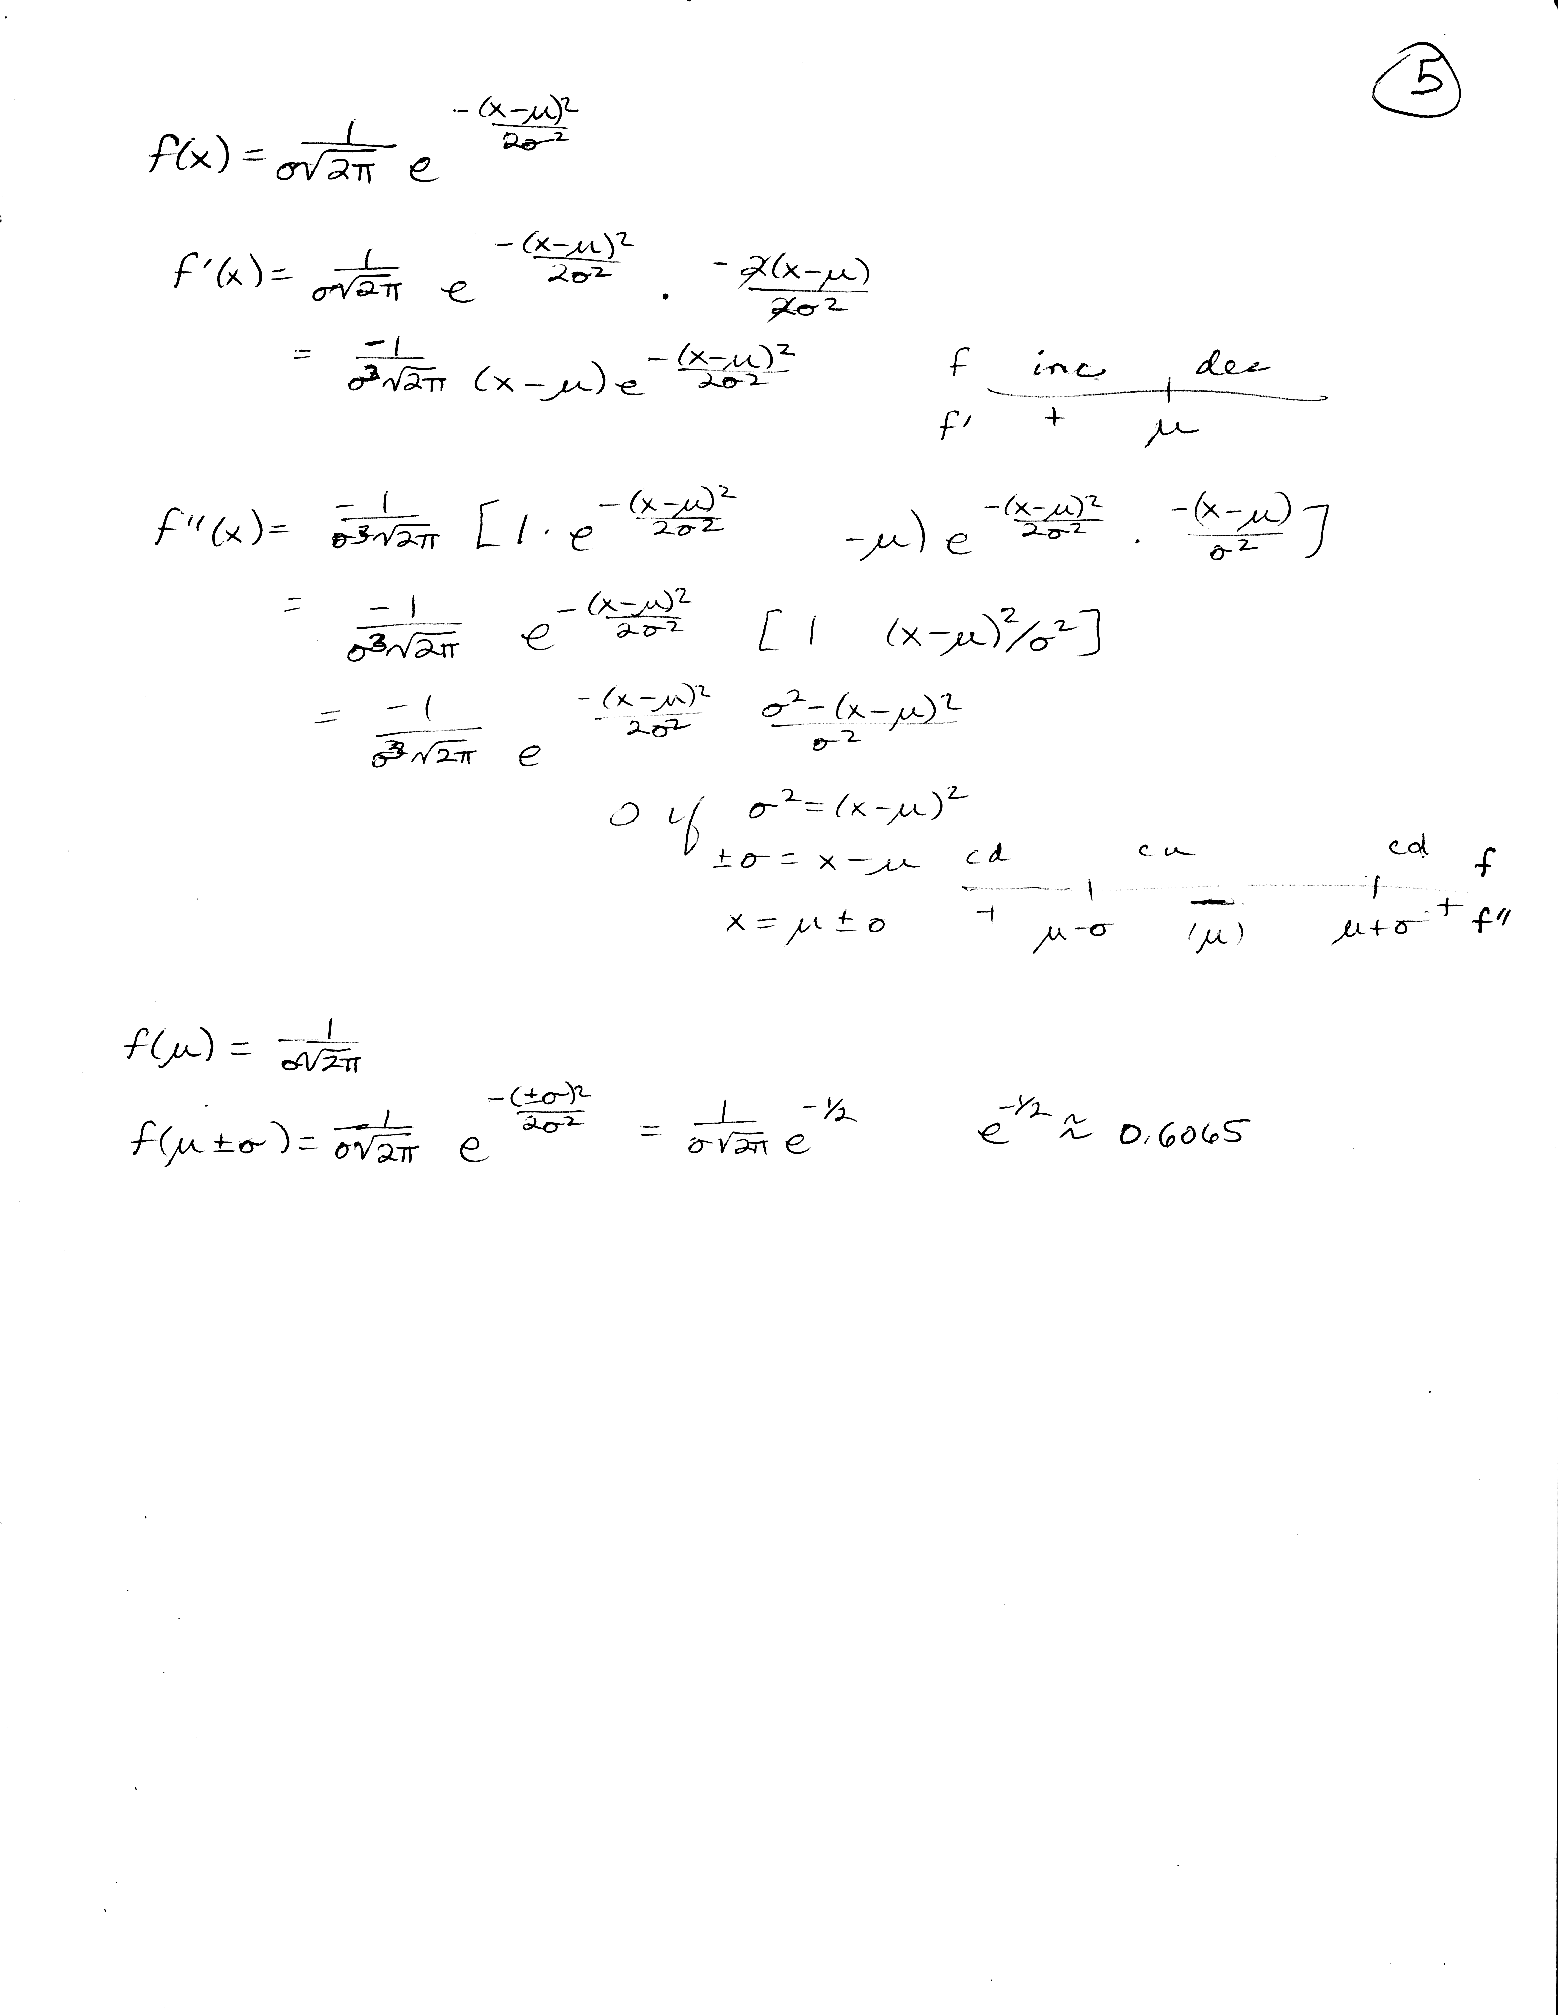 5
f(x) = 1/(σ√2π) e^(-(x-μ)²/2σ²)
f'(x) = 1/(σ√2π) e^(-(x-μ)²/2σ²) · -2(x-μ)/2σ²
= -1/(σ³√2π) (x-μ) e^(-(x-μ)²/2σ²)
f inc dec
f' + μ
f''(x) = -1/(σ³√2π) [1·e^(-(x-μ)²/2σ²) -μ) e^(-(x-μ)²/2σ²) · -(x-μ)/σ²]
= -1/(σ³√2π) e^(-(x-μ)²/2σ²) [1 (x-μ)²/σ²]
= -1/(σ³√2π) e^(-(x-μ)²/2σ²) (σ²-(x-μ)²)/σ²
0 if σ² = (x-μ)²
±σ = x-μ cd cu cd f
x = μ ± σ + μ-σ – (μ) μ+σ + f''
f(μ) = 1/(σ√2π)
f(μ±σ) = 1/(σ√2π) e^(-(±σ)²/2σ²) = 1/(σ√2π) e^(-1/2) e^(-1/2) ≈ 0.6065